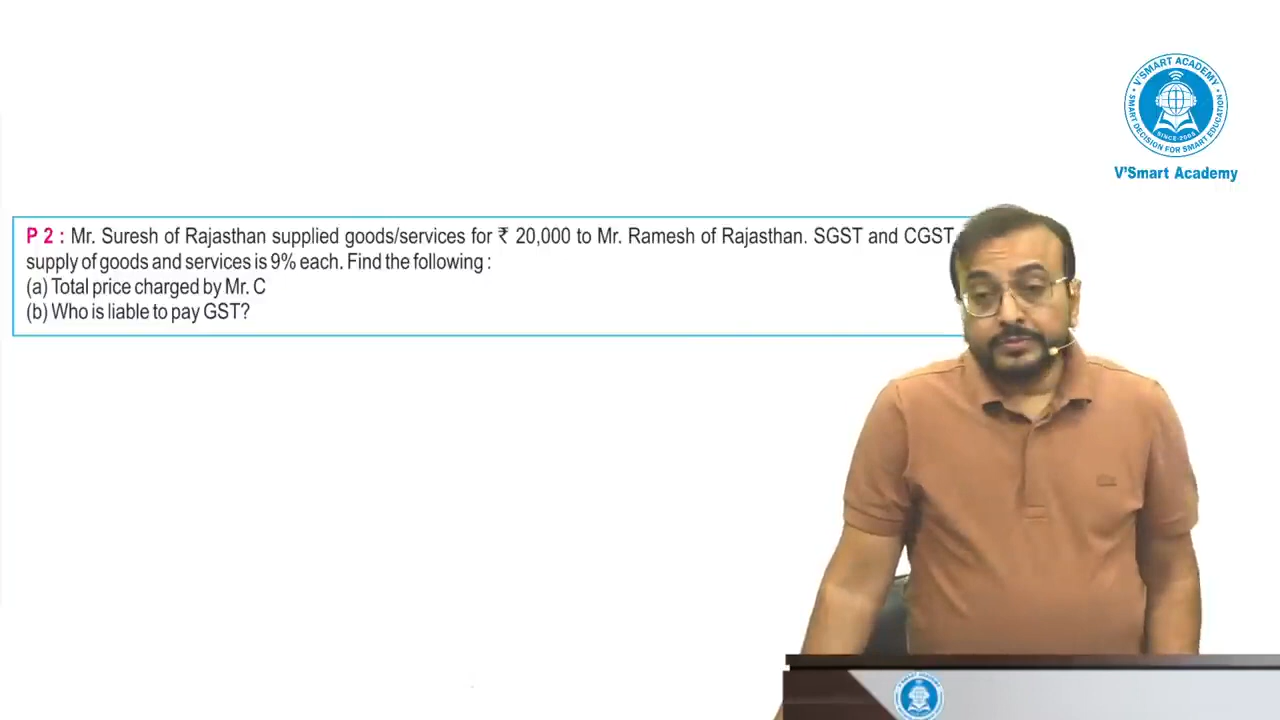 V'SMART ACADEMY
SMART DECISION FOR SMART EDUCATION
SINCE-2005
V'Smart Academy
P 2 : Mr. Suresh of Rajasthan supplied goods/services for ₹ 20,000 to Mr. Ramesh of Rajasthan. SGST and CGST
supply of goods and services is 9% each. Find the following :
(a) Total price charged by Mr. C
(b) Who is liable to pay GST?